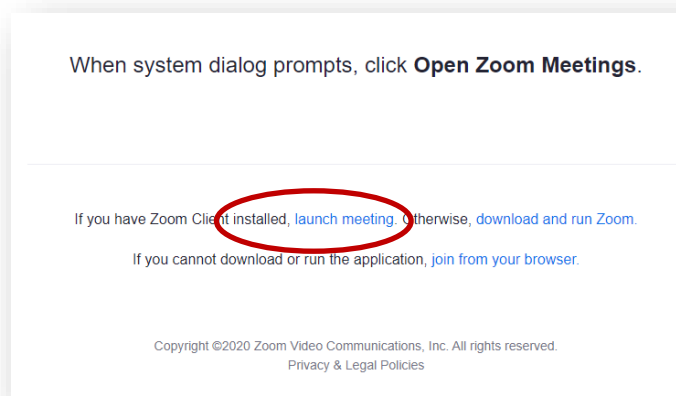 When system dialog prompts, click Open Zoom Meetings.
If you have Zoom Client installed, launch meeting. Otherwise, download and run Zoom.
If you cannot download or run the application, join from your browser.
Copyright ©2020 Zoom Video Communications, Inc. All rights reserved.
Privacy & Legal Policies